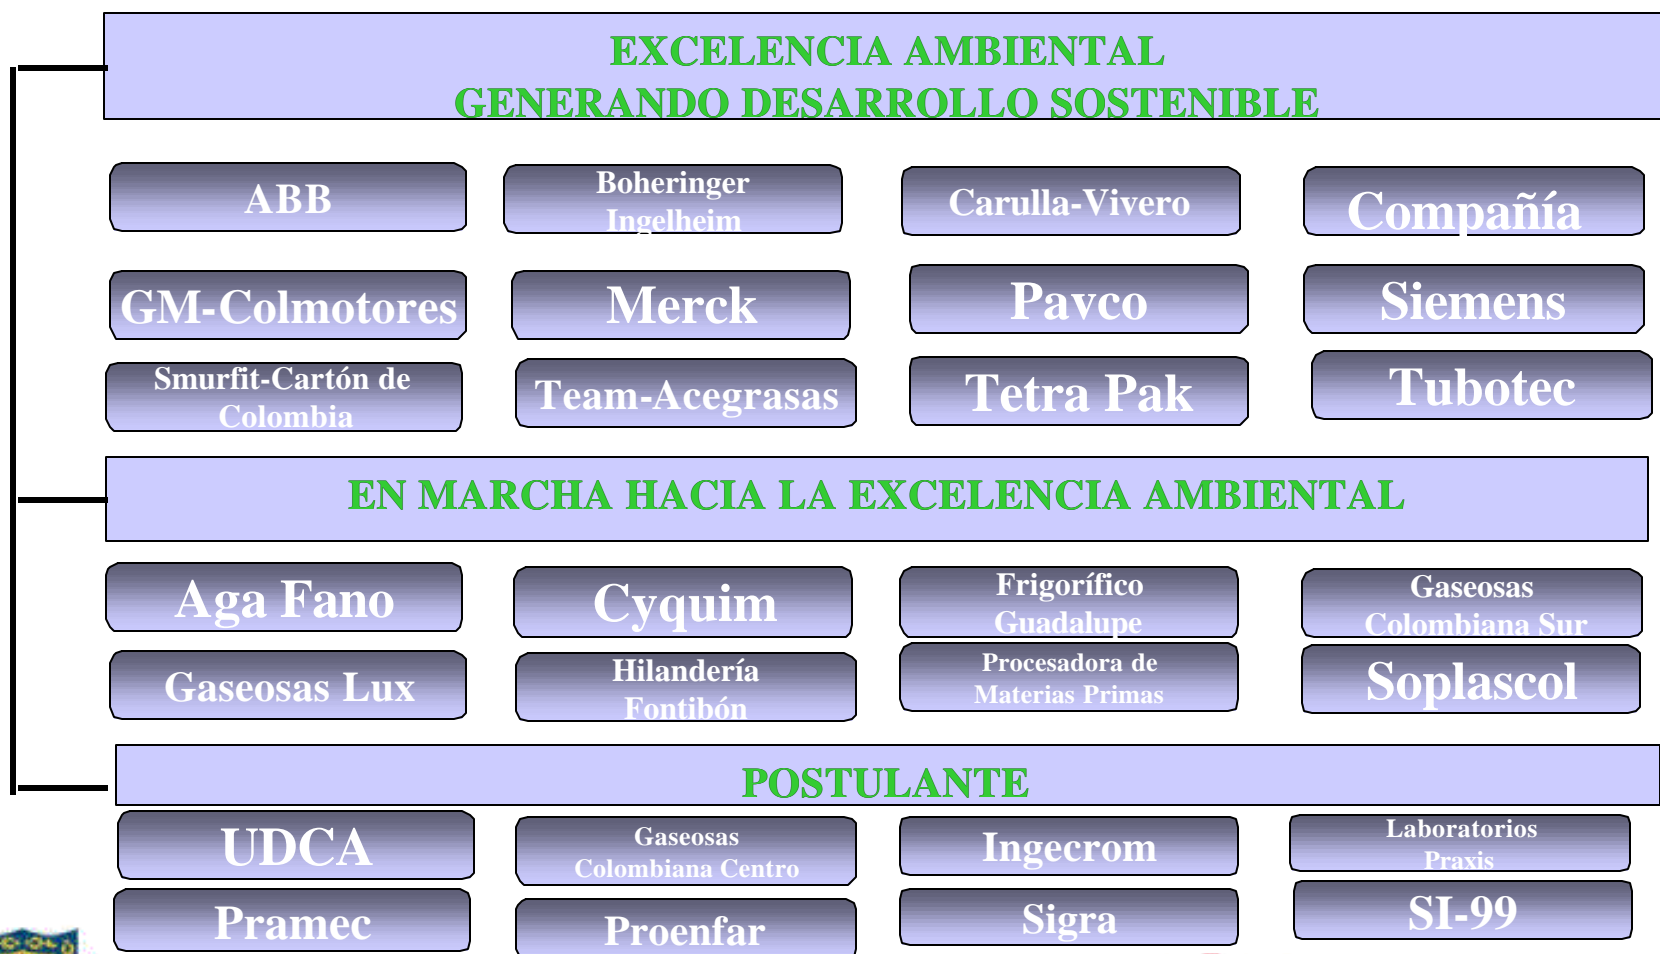 EXCELENCIA AMBIENTAL
GENERANDO DESARROLLO SOSTENIBLE
ABB
Boheringer
Ingelheim
Carulla-Vivero
Compañía
GM-Colmotores
Merck
Pavco
Siemens
Smurfit-Cartón de
Colombia
Team-Acegrasas
Tetra Pak
Tubotec
EN MARCHA HACIA LA EXCELENCIA AMBIENTAL
Aga Fano
Cyquim
Frigorífico
Guadalupe
Gaseosas
Colombiana Sur
Gaseosas Lux
Hilandería
Fontibón
Procesadora de
Materias Primas
Soplascol
POSTULANTE
UDCA
Gaseosas
Colombiana Centro
Ingecrom
Laboratorios
Praxis
Pramec
Proenfar
Sigra
SI-99